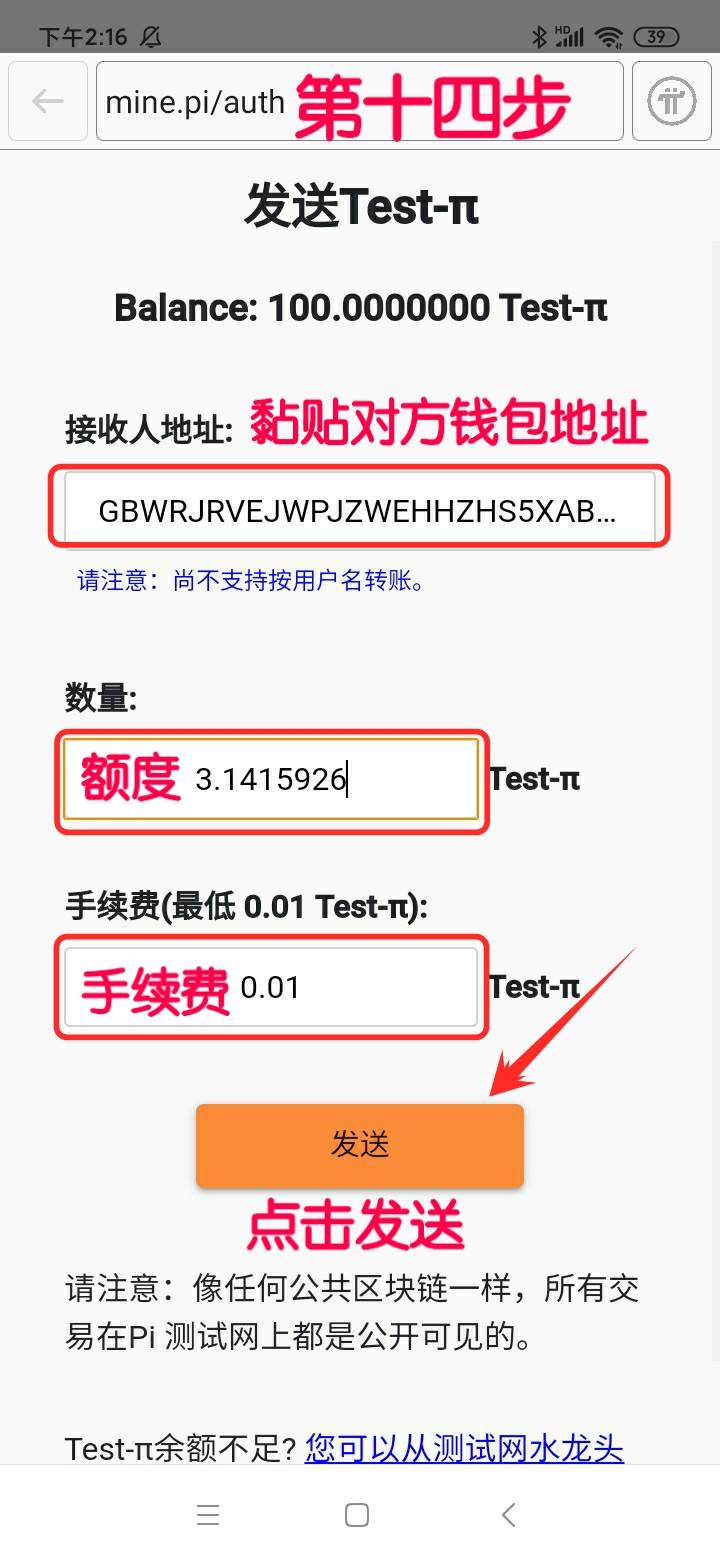 下午2:16 HD 39
mine.pi/auth 第十四步
发送Test-π
Balance: 100.0000000 Test-π
接收人地址: 黏贴对方钱包地址
GBWRJRVEJWPJZWEHHZHS5XAB...
请注意：尚不支持按用户名转账。
数量:
额度 3.1415926 Test-π
手续费(最低 0.01 Test-π):
手续费 0.01 Test-π
发送
点击发送
请注意：像任何公共区块链一样，所有交
易在Pi 测试网上都是公开可见的。
Test-π余额不足? 您可以从测试网水龙头